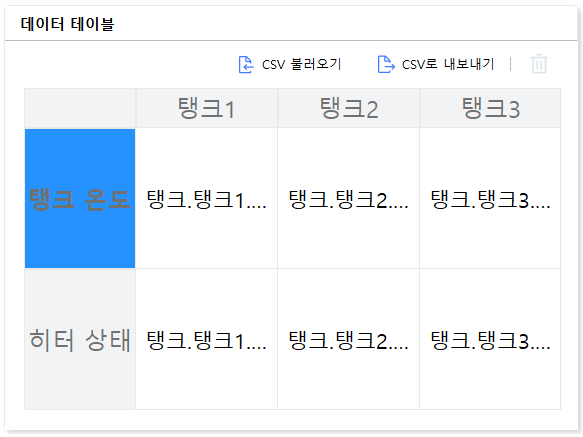 데이터 테이블
CSV 불러오기 CSV로 내보내기
탱크1 탱크2 탱크3
탱크 온도 탱크.탱크1.... 탱크.탱크2.... 탱크.탱크3....
히터 상태 탱크.탱크1.... 탱크.탱크2.... 탱크.탱크3....